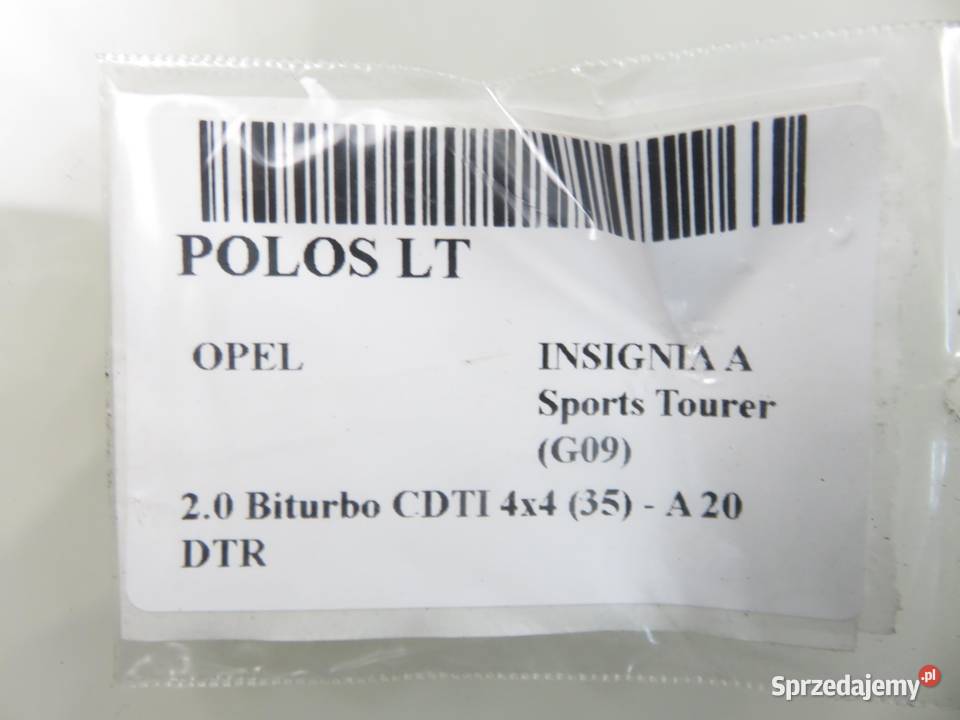 POLOS LT
OPEL
INSIGNIA A
Sports Tourer
(G09)
2.0 Biturbo CDTI 4x4 (35) - A 20
DTR
Sprzedajemy.pl